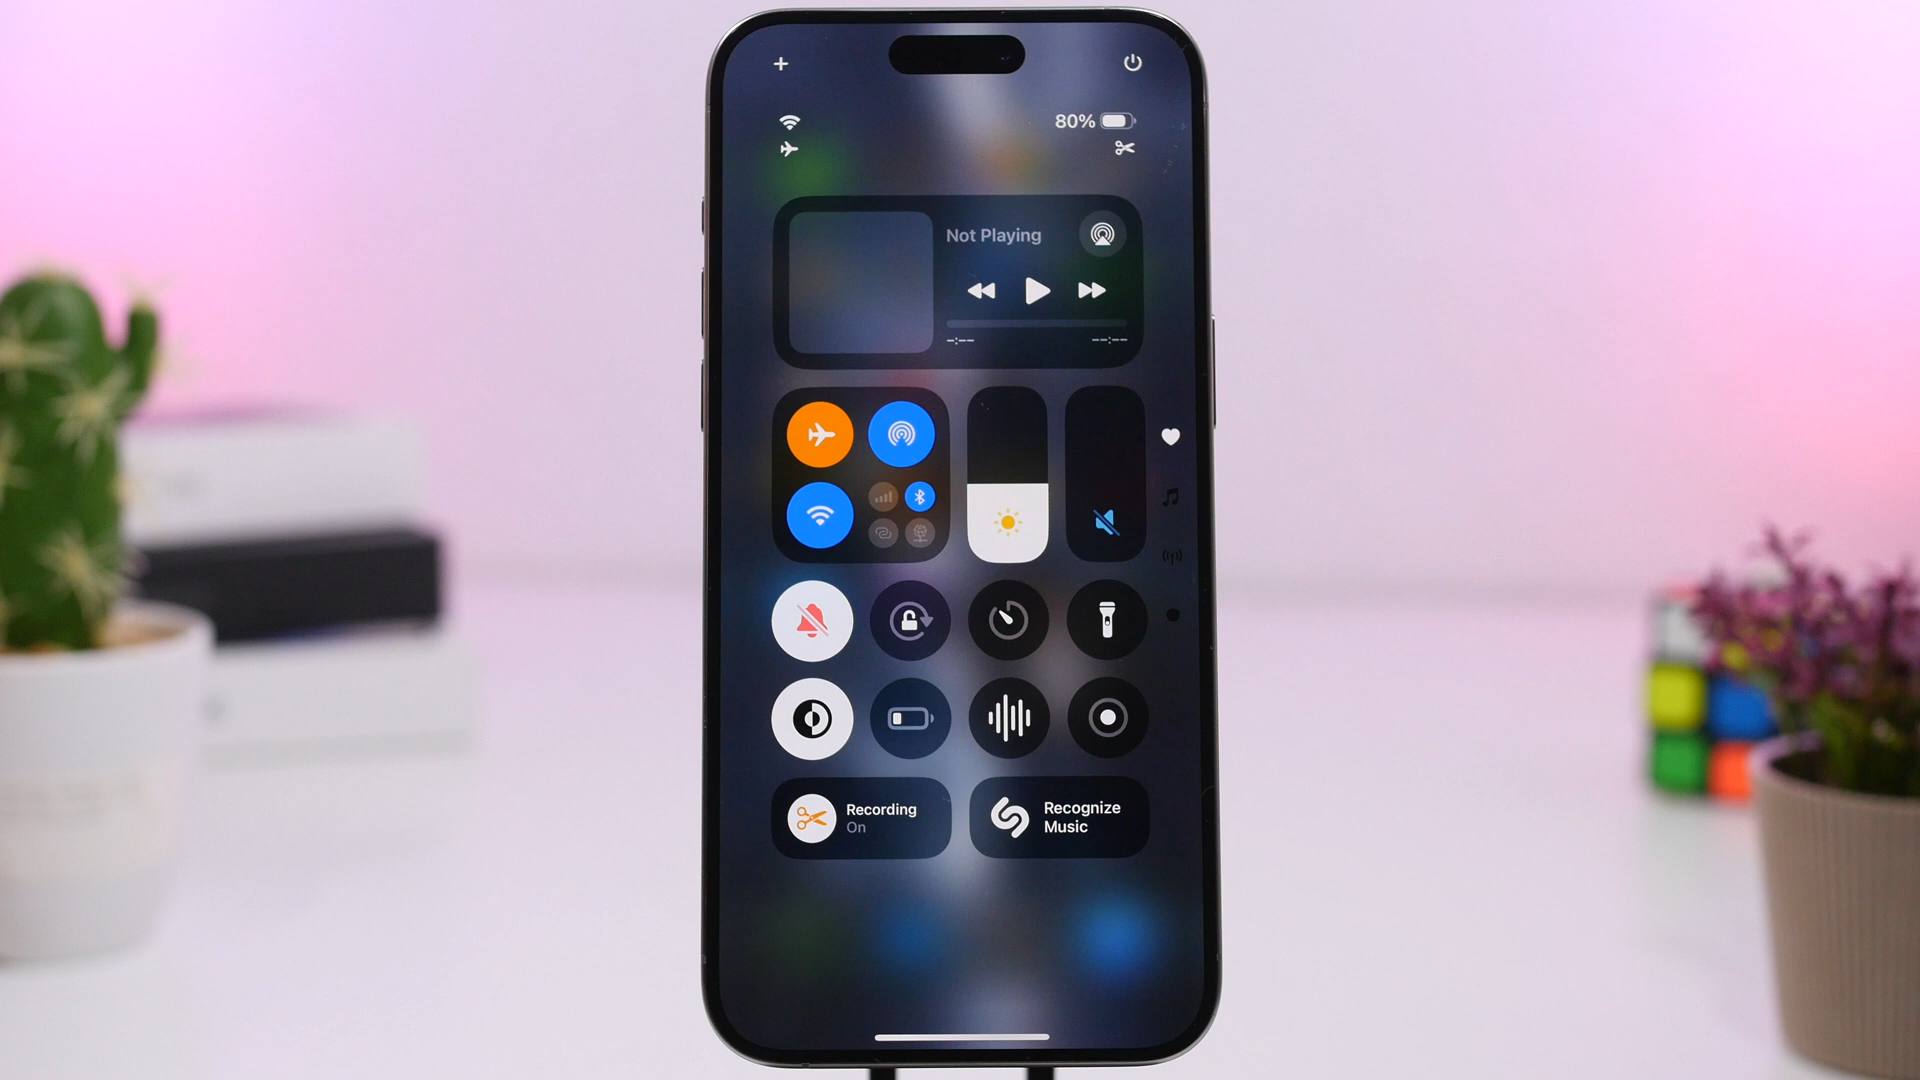 80%
Not Playing
--:--
--:--
Recording
On
Recognize
Music